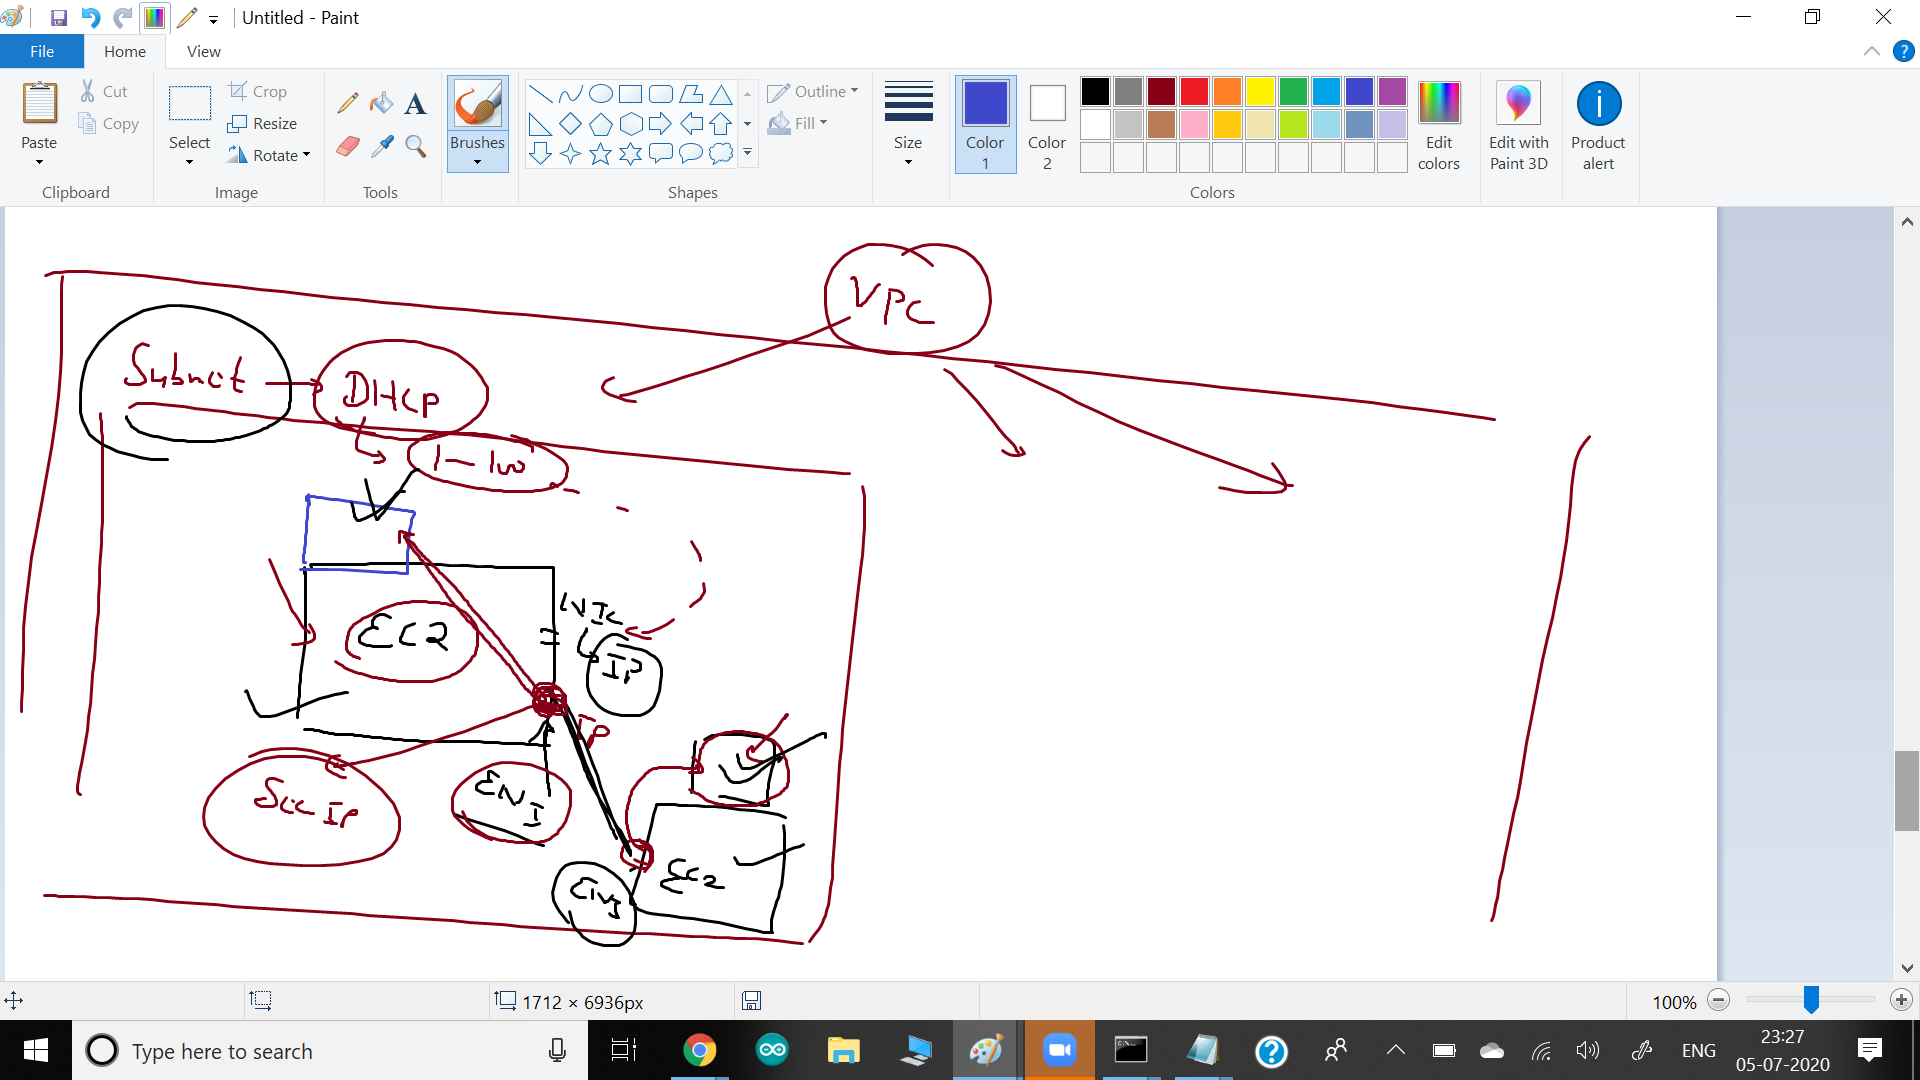 Untitled - Paint
File
Home
View
Paste
Cut
Copy
Clipboard
Select
Crop
Resize
Rotate
Image
Tools
Brushes
Shapes
Outline
Fill
Size
Color 1
Color 2
Edit colors
Colors
Edit with Paint 3D
Product alert
VPC
Subnet
DHCP
1-100
EC2
NIC
IP
IP
Sec IP
ENI
EC2
ENI
1712 × 6936px
100%
Type here to search
ENG
23:27
05-07-2020